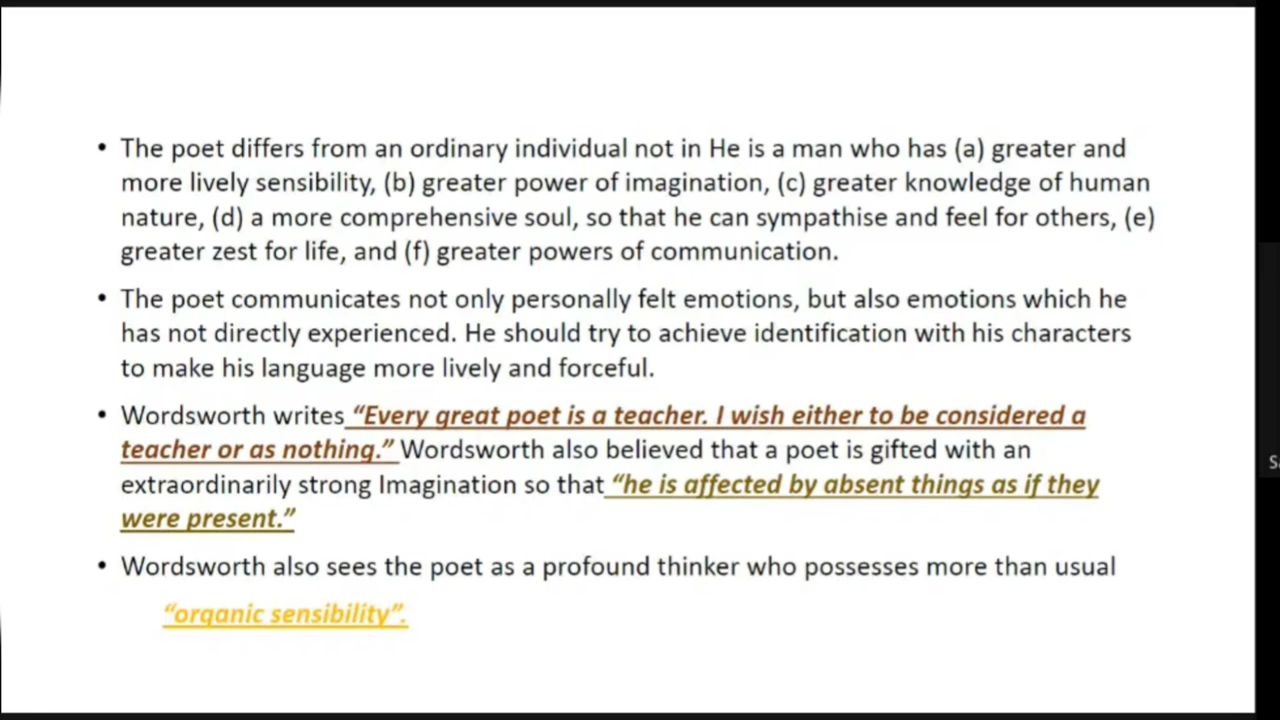 • The poet differs from an ordinary individual not in He is a man who has (a) greater and
more lively sensibility, (b) greater power of imagination, (c) greater knowledge of human
nature, (d) a more comprehensive soul, so that he can sympathise and feel for others, (e)
greater zest for life, and (f) greater powers of communication.
• The poet communicates not only personally felt emotions, but also emotions which he
has not directly experienced. He should try to achieve identification with his characters
to make his language more lively and forceful.
• Wordsworth writes “Every great poet is a teacher. I wish either to be considered a
teacher or as nothing.” Wordsworth also believed that a poet is gifted with an
extraordinarily strong Imagination so that “he is affected by absent things as if they
were present.”
• Wordsworth also sees the poet as a profound thinker who possesses more than usual
“organic sensibility”.